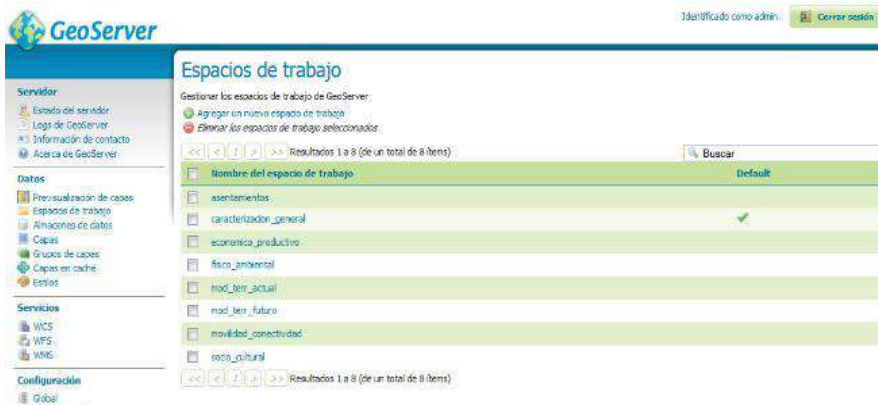 GeoServer
Identificado como admin.
Cerrar sesión
Servidor
Estado del servidor
Logs de GeoServer
Información de contacto
Acerca de GeoServer
Datos
Previsualización de capas
Espacios de trabajo
Almacenes de datos
Capas
Grupos de capas
Capas en caché
Estilos
Servicios
WCS
WFS
WMS
Configuración
Global
Espacios de trabajo
Gestionar los espacios de trabajo de GeoServer
Agregar un nuevo espacio de trabajo
Eliminar los espacios de trabajo seleccionados
<< < 1 > >> Resultados 1 a 8 (de un total de 8 ítems)
Buscar
Nombre del espacio de trabajo Default
asentamientos
caracterizacion_general
economico_productivo
fisico_ambiental
mod_terr_actual
mod_terr_futuro
movilidad_conectividad
socio_cultural
<< < 1 > >> Resultados 1 a 8 (de un total de 8 ítems)